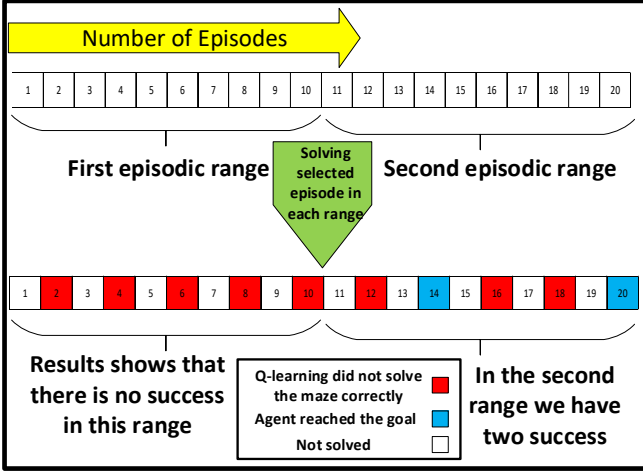 Number of Episodes
1 2 3 4 5 6 7 8 9 10 11 12 13 14 15 16 17 18 19 20
First episodic range
Solving
selected
episode in
each range
Second episodic range
1 2 3 4 5 6 7 8 9 10 11 12 13 14 15 16 17 18 19 20
Results shows that
there is no success
in this range
Q-learning did not solve
the maze correctly
Agent reached the goal
Not solved
In the second
range we have
two success